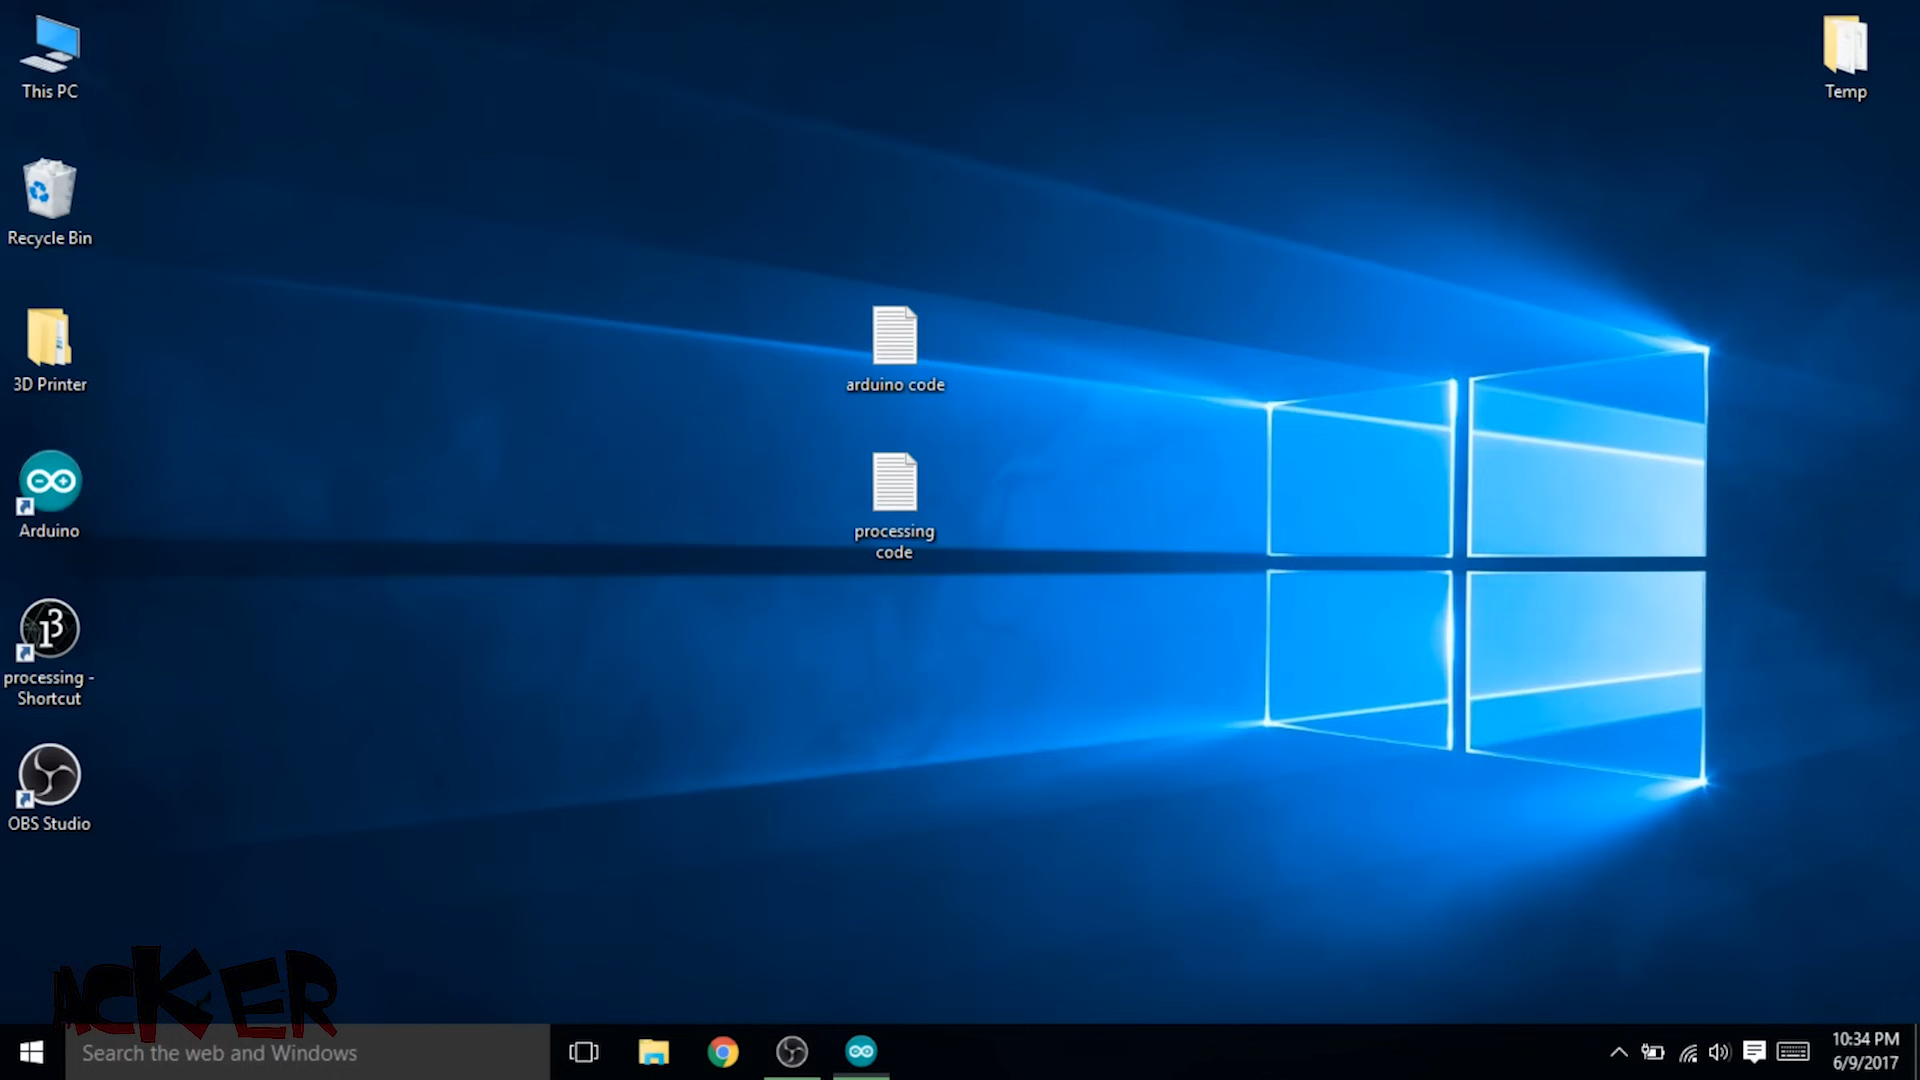 This PC
Temp
Recycle Bin
3D Printer
arduino code
Arduino
processing
code
processing -
Shortcut
OBS Studio
ACKER
Search the web and Windows
10:34 PM
6/9/2017